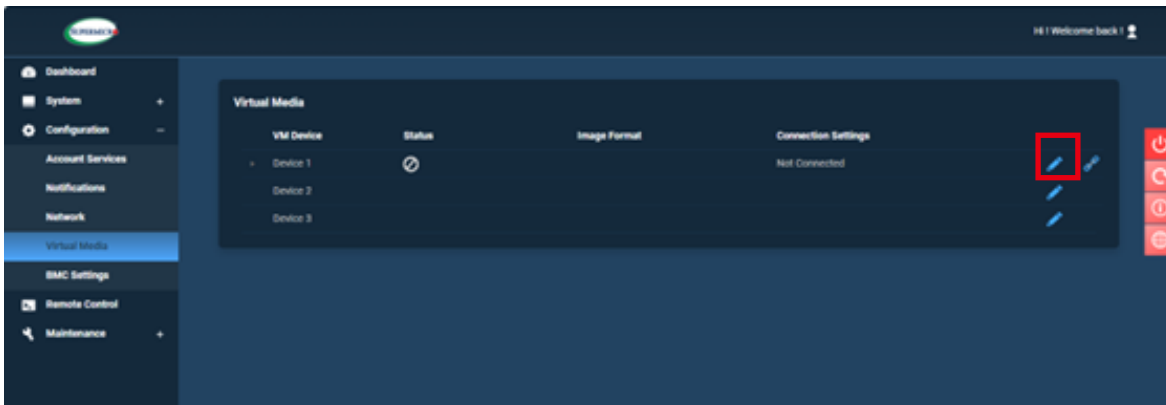 SUPERMICR
Hi ! Welcome back !
Dashboard
System +
Configuration −
Account Services
Notifications
Network
Virtual Media
BMC Settings
Remote Control
Maintenance +
Virtual Media
VM Device Status Image Format Connection Settings
Device 1 Not Connected
Device 2
Device 3